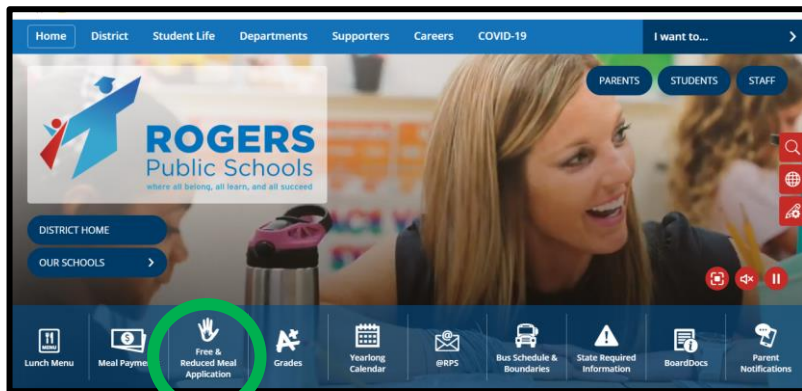 Home District Student Life Departments Supporters Careers COVID-19 I want to...
PARENTS STUDENTS STAFF
ROGERS
Public Schools
where all belong, all learn, and all succeed
DISTRICT HOME
OUR SCHOOLS
MENU
Lunch Menu
Meal Payme
Free &
Reduced Meal
Application
A+
Grades
Yearlong
Calendar
@RPS
Bus Schedule &
Boundaries
State Required
Information
BoardDocs
Parent
Notifications